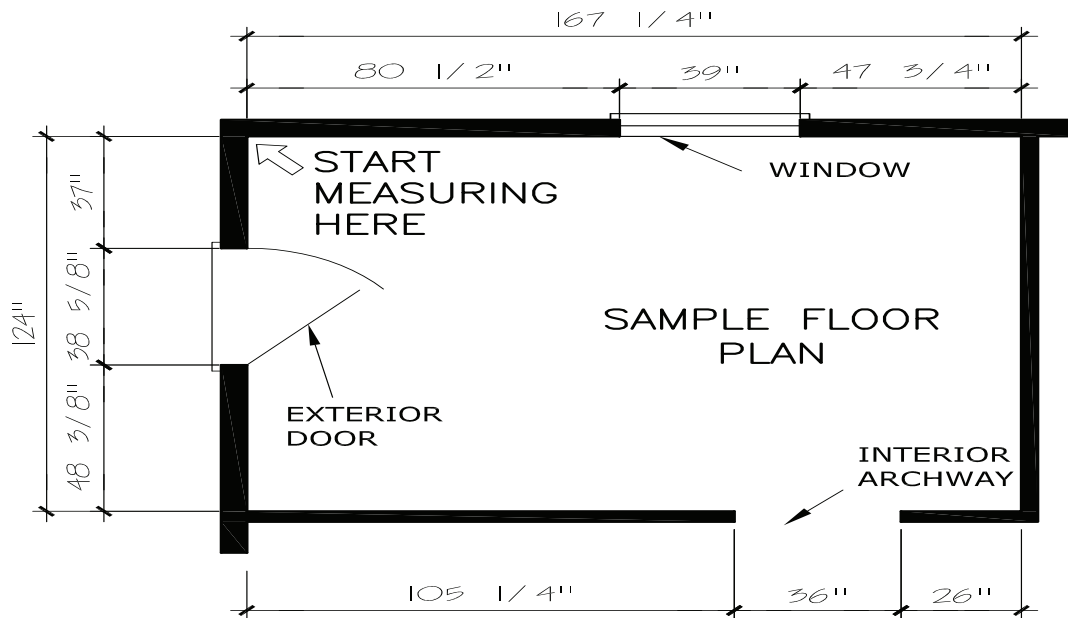 167 1/4"
80 1/2" 39" 47 3/4"
START
MEASURING
HERE
WINDOW
37"
38 5/8"
48 3/8"
124"
SAMPLE FLOOR
PLAN
EXTERIOR
DOOR
INTERIOR
ARCHWAY
105 1/4" 36" 26"